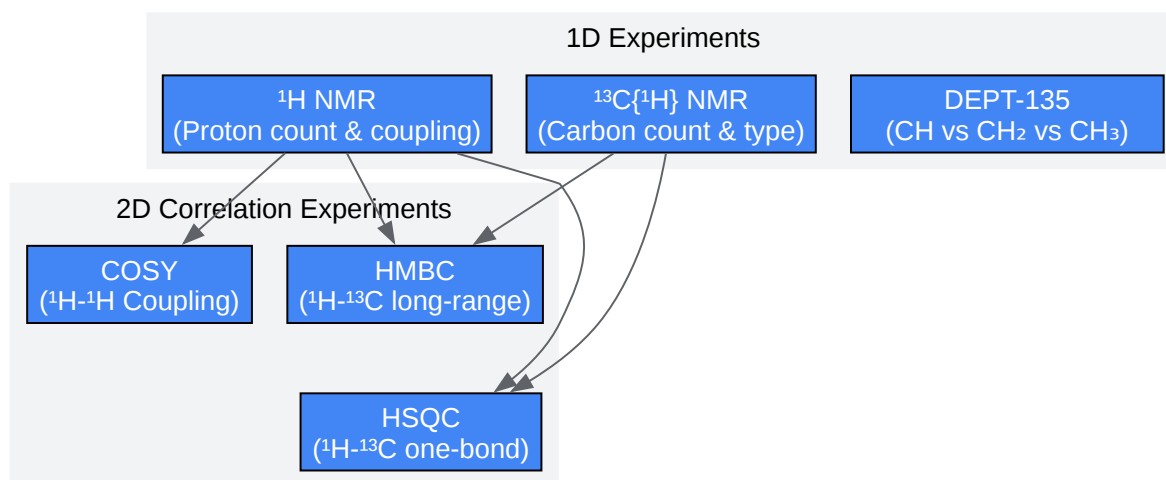 1D Experiments
¹H NMR
(Proton count & coupling)
¹³C{¹H} NMR
(Carbon count & type)
DEPT-135
(CH vs CH₂ vs CH₃)
2D Correlation Experiments
COSY
(¹H-¹H Coupling)
HMBC
(¹H-¹³C long-range)
HSQC
(¹H-¹³C one-bond)